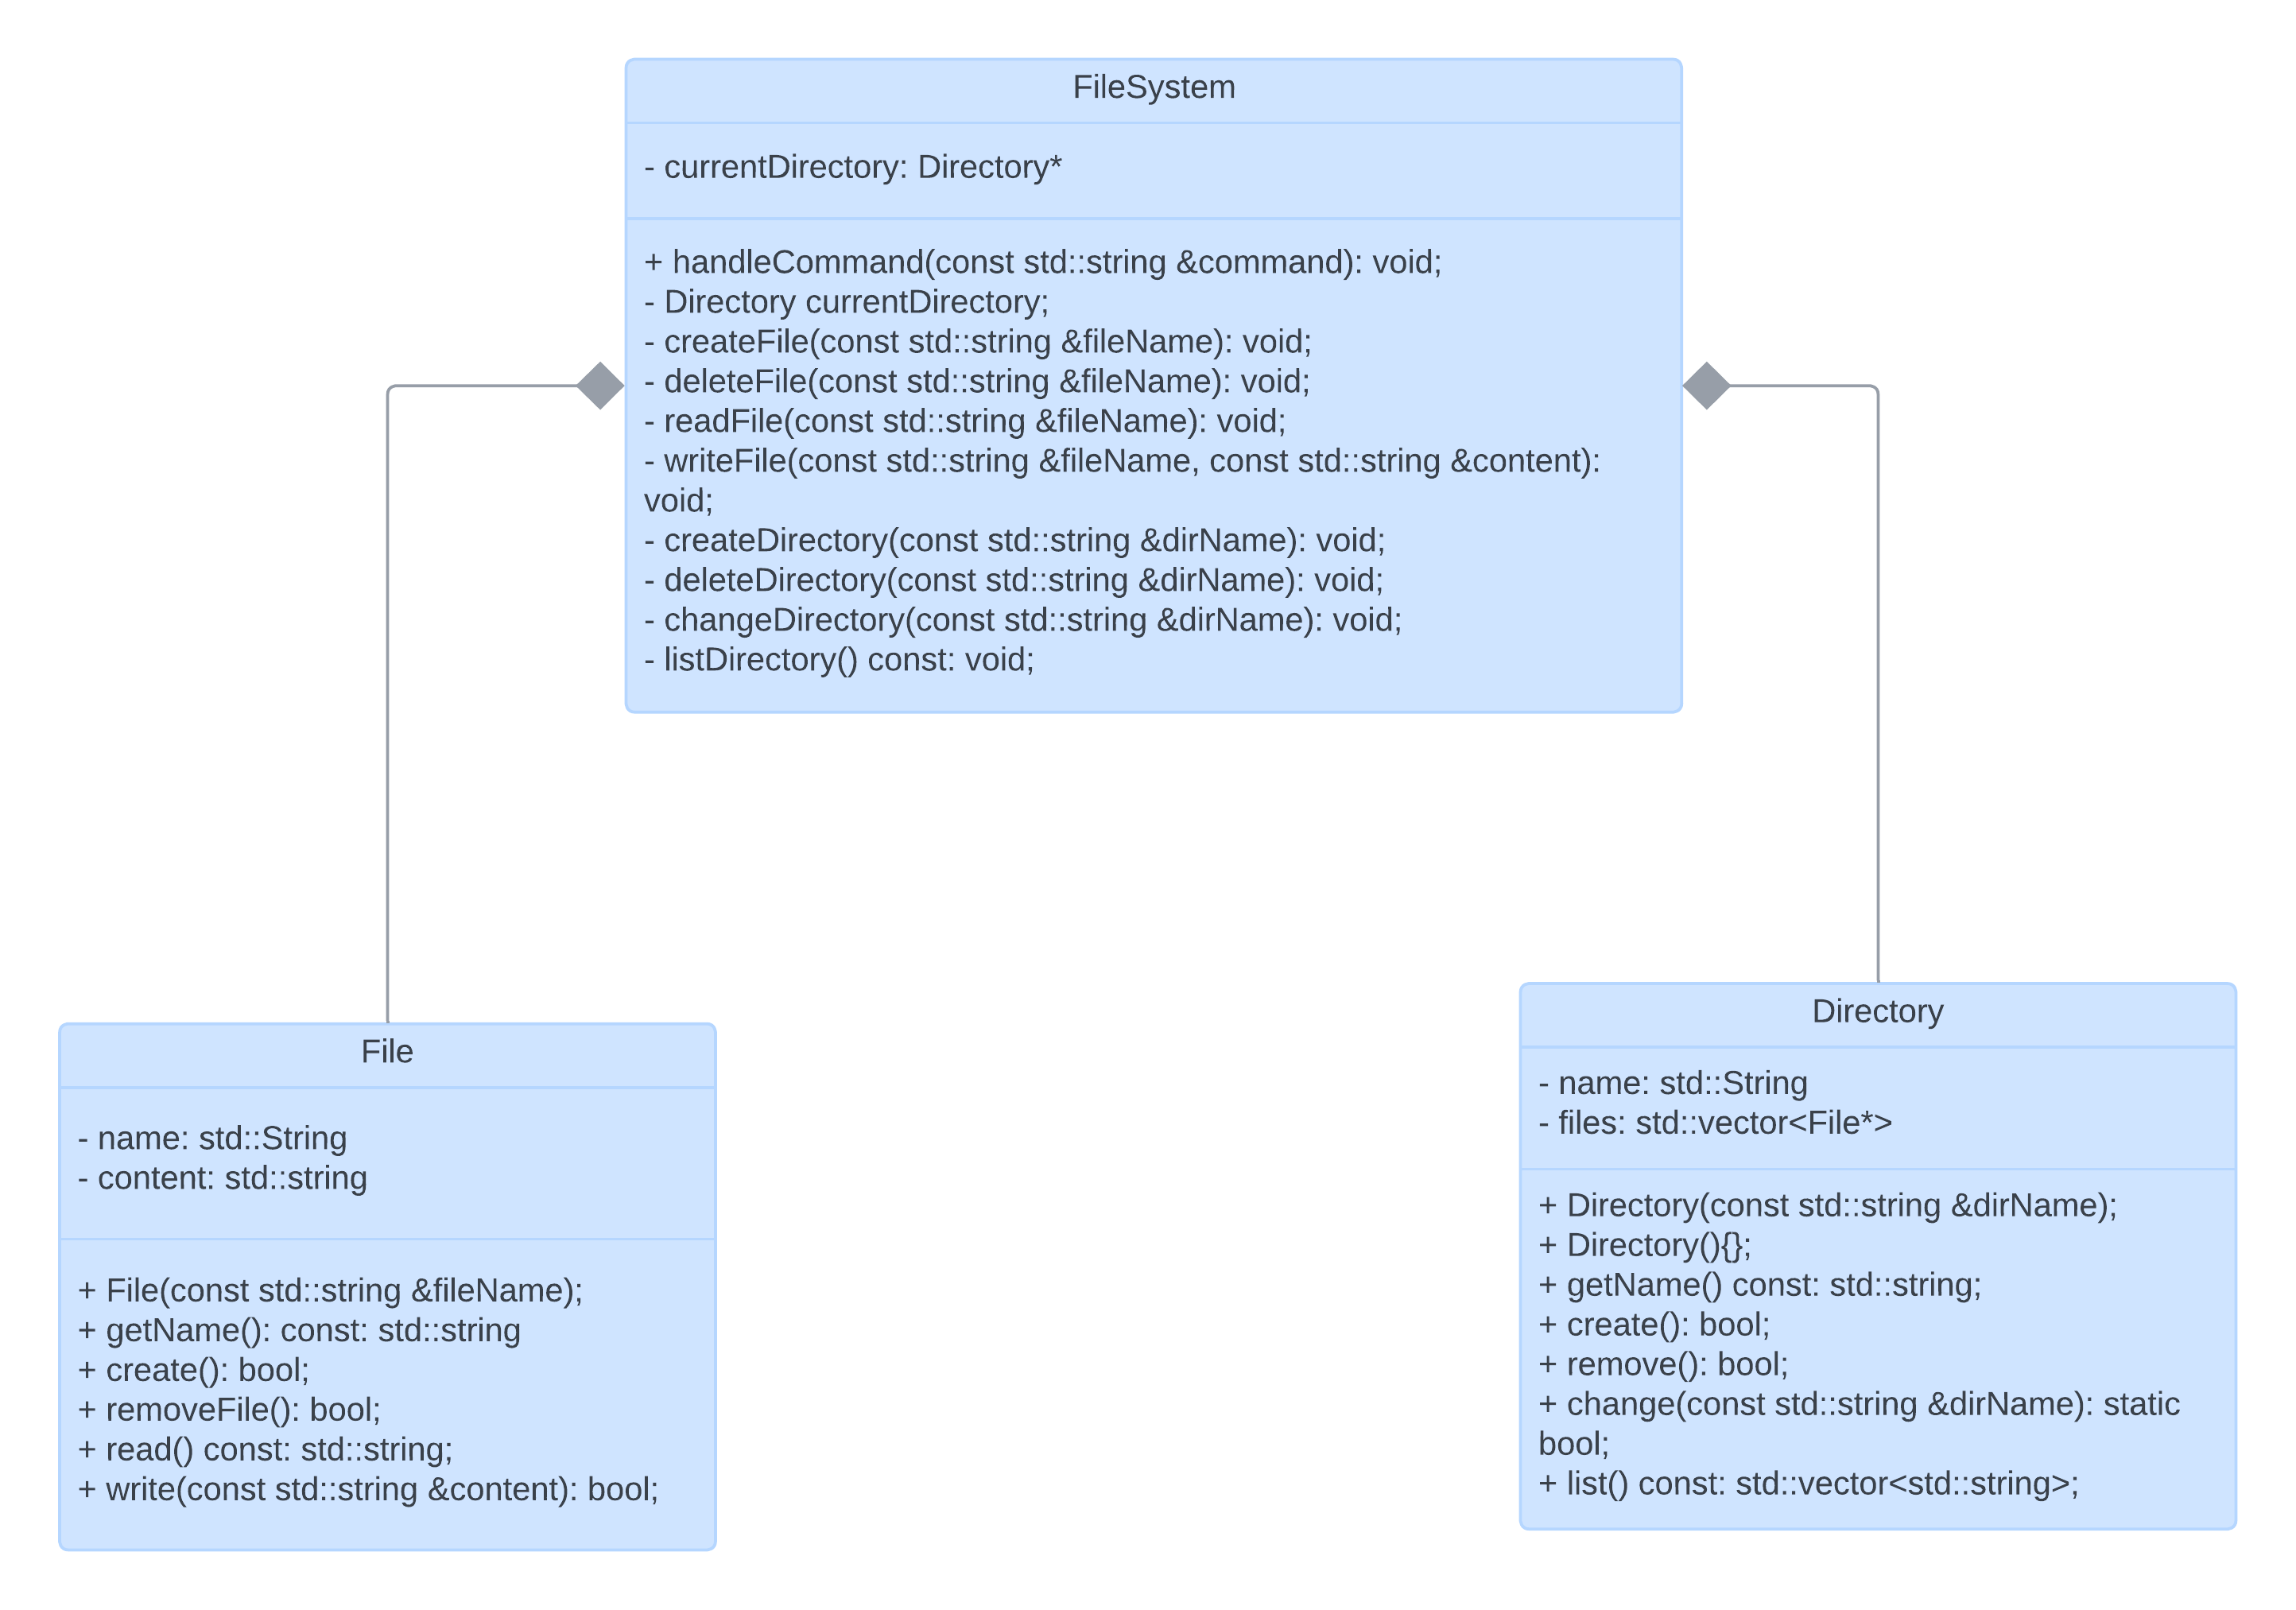 FileSystem
- currentDirectory: Directory*
+ handleCommand(const std::string &command): void;
- Directory currentDirectory;
- createFile(const std::string &fileName): void;
- deleteFile(const std::string &fileName): void;
- readFile(const std::string &fileName): void;
- writeFile(const std::string &fileName, const std::string &content):
void;
- createDirectory(const std::string &dirName): void;
- deleteDirectory(const std::string &dirName): void;
- changeDirectory(const std::string &dirName): void;
- listDirectory() const: void;
File
- name: std::String
- content: std::string
+ File(const std::string &fileName);
+ getName(): const: std::string
+ create(): bool;
+ removeFile(): bool;
+ read() const: std::string;
+ write(const std::string &content): bool;
Directory
- name: std::String
- files: std::vector<File*>
+ Directory(const std::string &dirName);
+ Directory(){};
+ getName() const: std::string;
+ create(): bool;
+ remove(): bool;
+ change(const std::string &dirName): static
bool;
+ list() const: std::vector<std::string>;